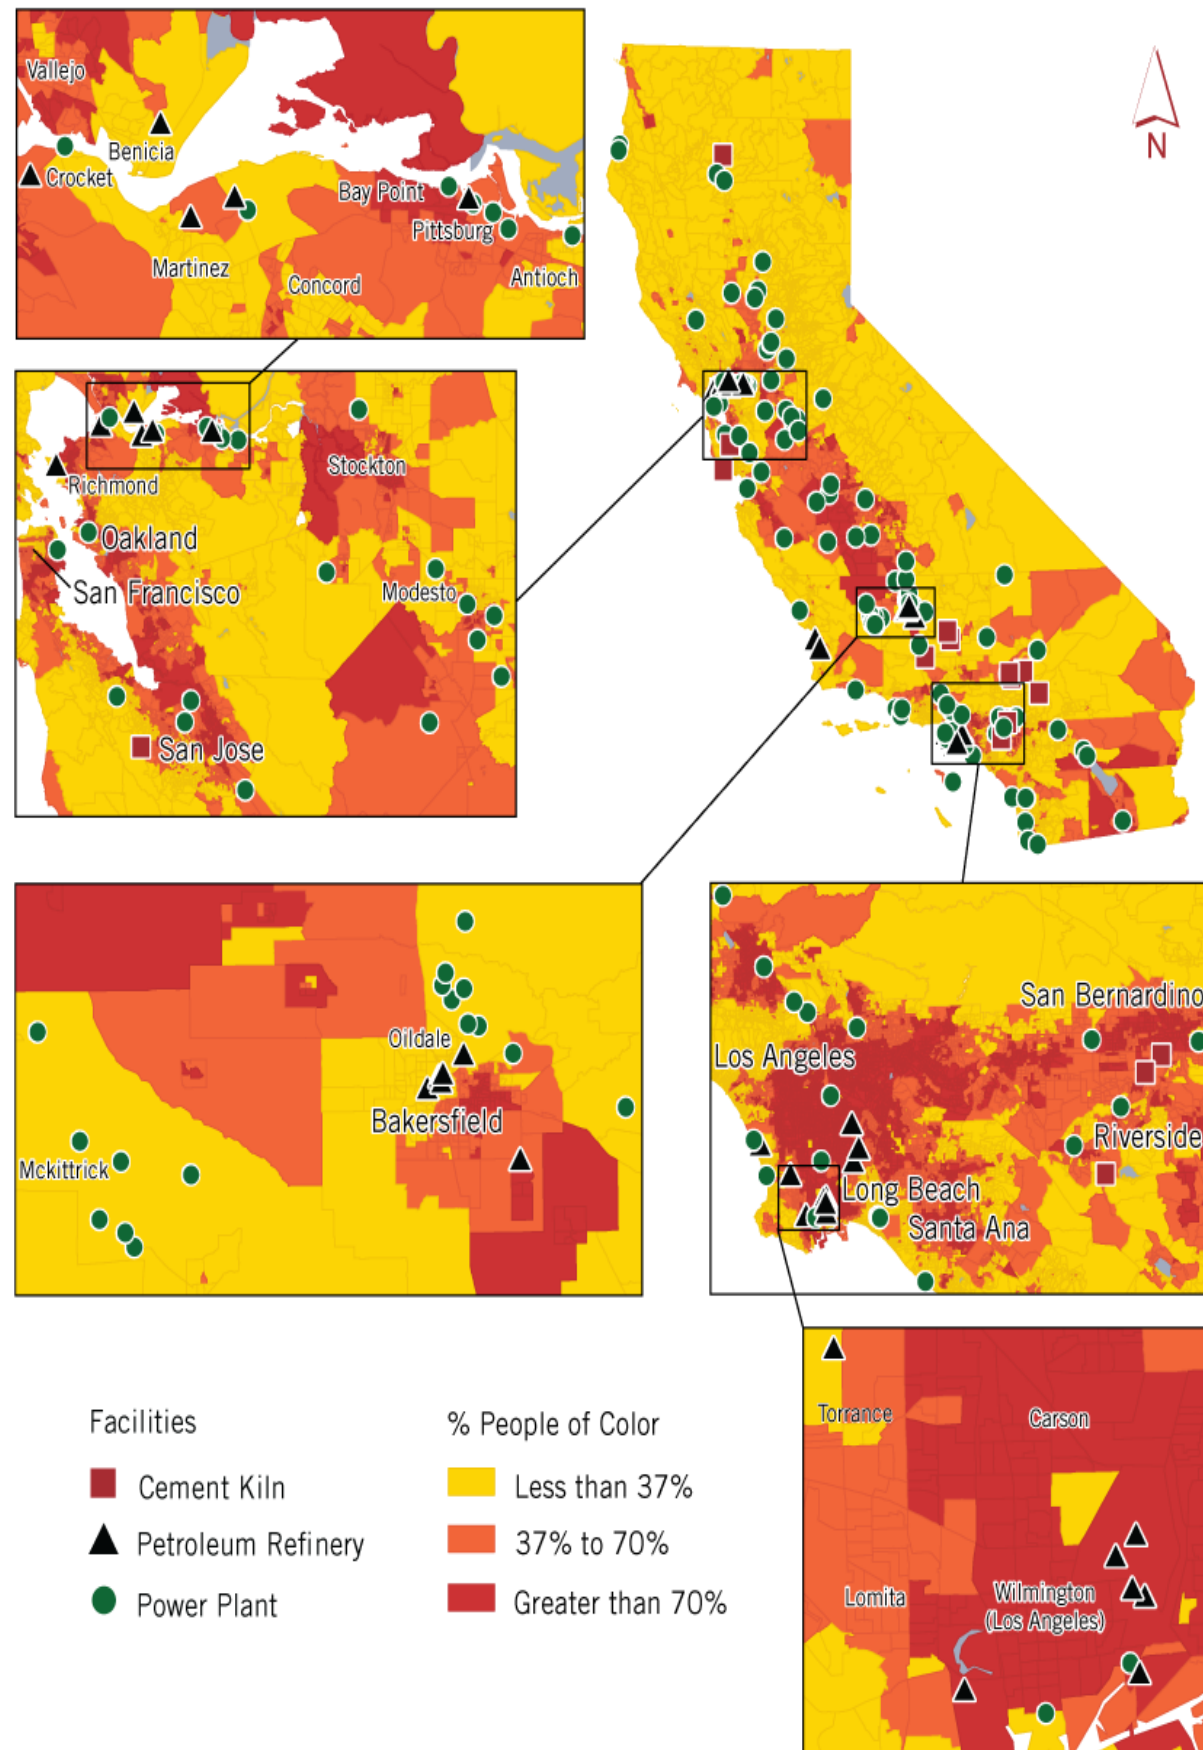 Vallejo
Benicia
Crocket
Bay Point
Pittsburg
Martinez
Concord
Antioch
N
Stockton
Richmond
Oakland
San Francisco
Modesto
San Jose
Oildale
Bakersfield
Mckittrick
San Bernardino
Los Angeles
Riverside
Long Beach
Santa Ana
Torrance
Carson
Lomita
Wilmington
(Los Angeles)
Facilities
Cement Kiln
Petroleum Refinery
Power Plant
% People of Color
Less than 37%
37% to 70%
Greater than 70%